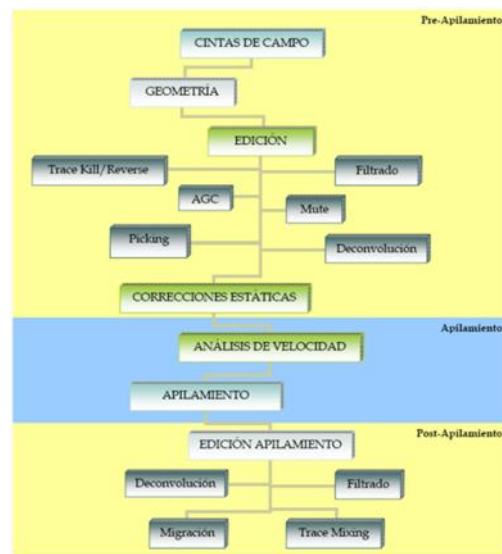 Pre-Apilamiento
CINTAS DE CAMPO
GEOMETRÍA
EDICIÓN
Trace Kill/Reverse
Filtrado
AGC
Mute
Picking
Deconvolución
CORRECCIONES ESTÁTICAS
Apilamiento
ANÁLISIS DE VELOCIDAD
APILAMIENTO
Post-Apilamiento
EDICIÓN APILAMIENTO
Deconvolución
Filtrado
Migración
Trace Mixing